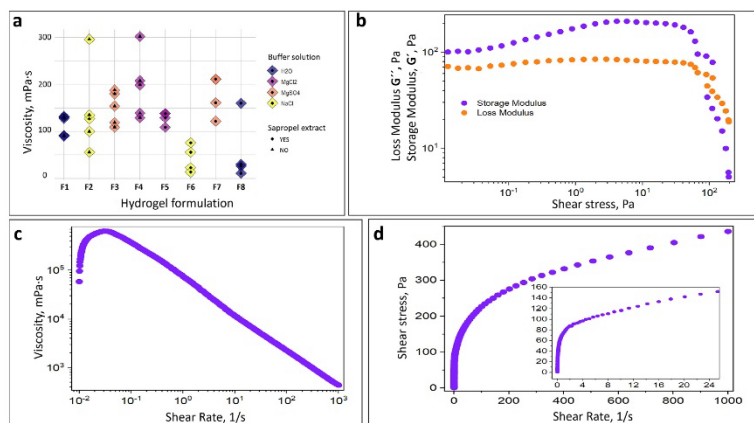 a
Viscosity, mPa·s
300
200
100
0
F1 F2 F3 F4 F5 F6 F7 F8
Hydrogel formulation
Buffer solution
H2O
MgCl2
MgSO4
NaCl
Sapropel extract
YES
NO
b
Loss Modulus G´´, Pa
Storage Modulus, G´, Pa
10²
10¹
Storage Modulus
Loss Modulus
10⁻¹ 10⁰ 10¹ 10²
Shear stress, Pa
c
Viscosity, mPa·s
10⁵
10⁴
10³
10⁻² 10⁻¹ 10⁰ 10¹ 10² 10³
Shear Rate, 1/s
d
Shear stress, Pa
400
300
200
100
0
0 200 400 600 800 1000
Shear Rate, 1/s
160
140
120
100
80
60
40
20
0
0 4 8 12 16 20 24